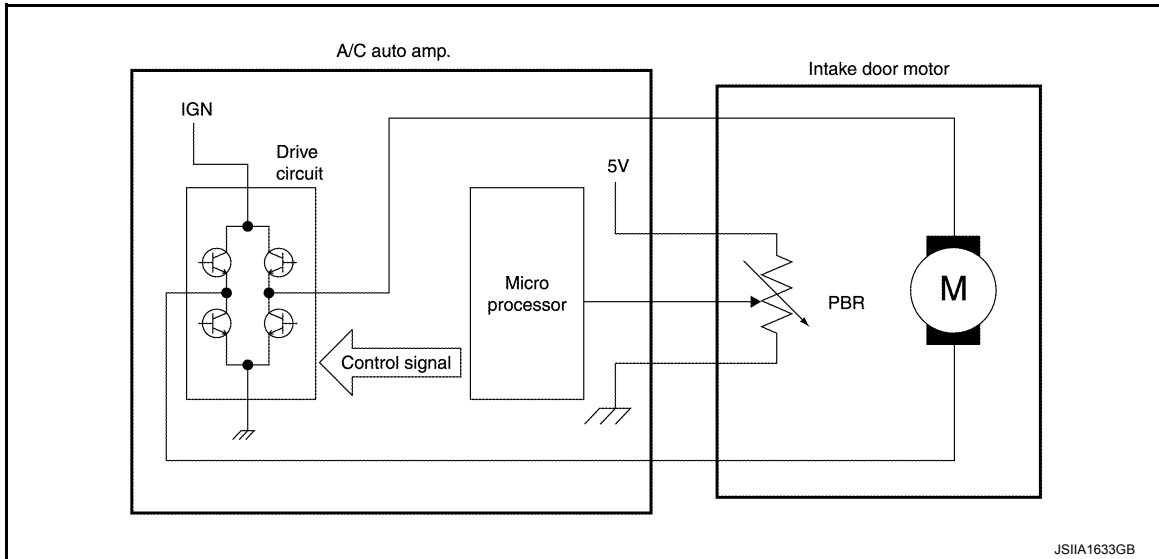 A/C auto amp.
Intake door motor
IGN
Drive
circuit
5V
Micro
processor
PBR
M
Control signal
JSIIA1633GB